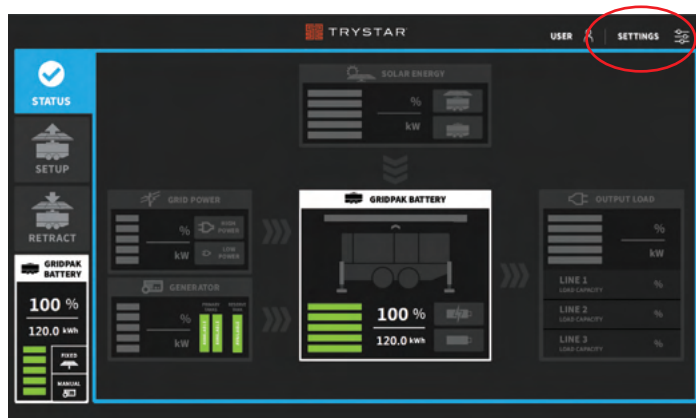 TRYSTAR
USER
SETTINGS
STATUS
SETUP
RETRACT
GRIDPAK
BATTERY
100 %
120.0 kWh
FIXED
MANUAL
SOLAR ENERGY
%
kW
GRID POWER
%
kW
HIGH
POWER
LOW
POWER
GENERATOR
%
kW
GRIDPAK BATTERY
100 %
120.0 kWh
OUTPUT LOAD
%
kW
LINE 1
LOAD CAPACITY
%
LINE 2
LOAD CAPACITY
%
LINE 3
LOAD CAPACITY
%